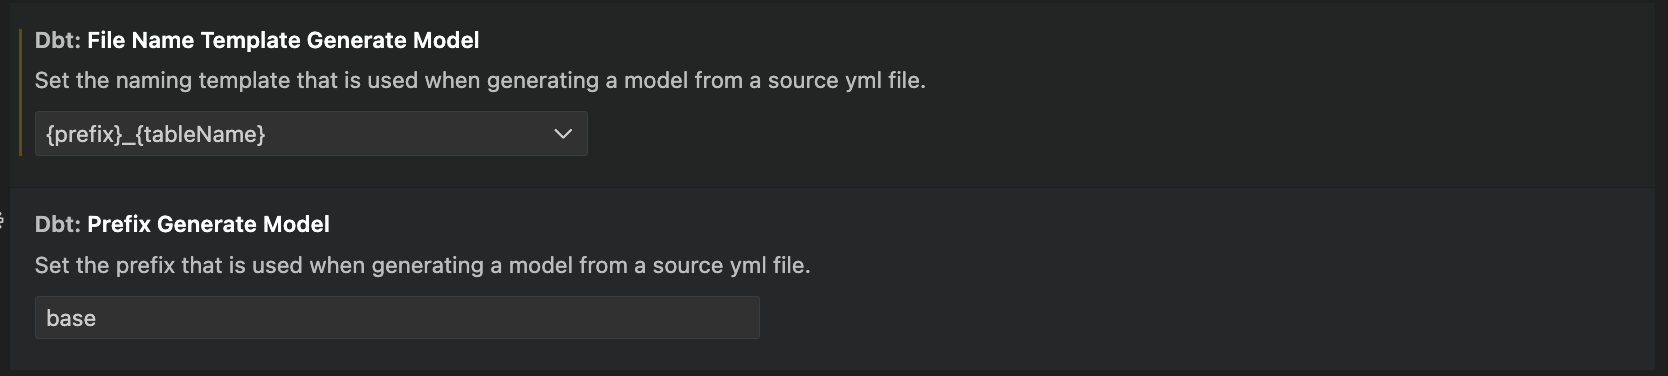 Dbt: File Name Template Generate Model
Set the naming template that is used when generating a model from a source yml file.
{prefix}_{tableName}
Dbt: Prefix Generate Model
Set the prefix that is used when generating a model from a source yml file.
base